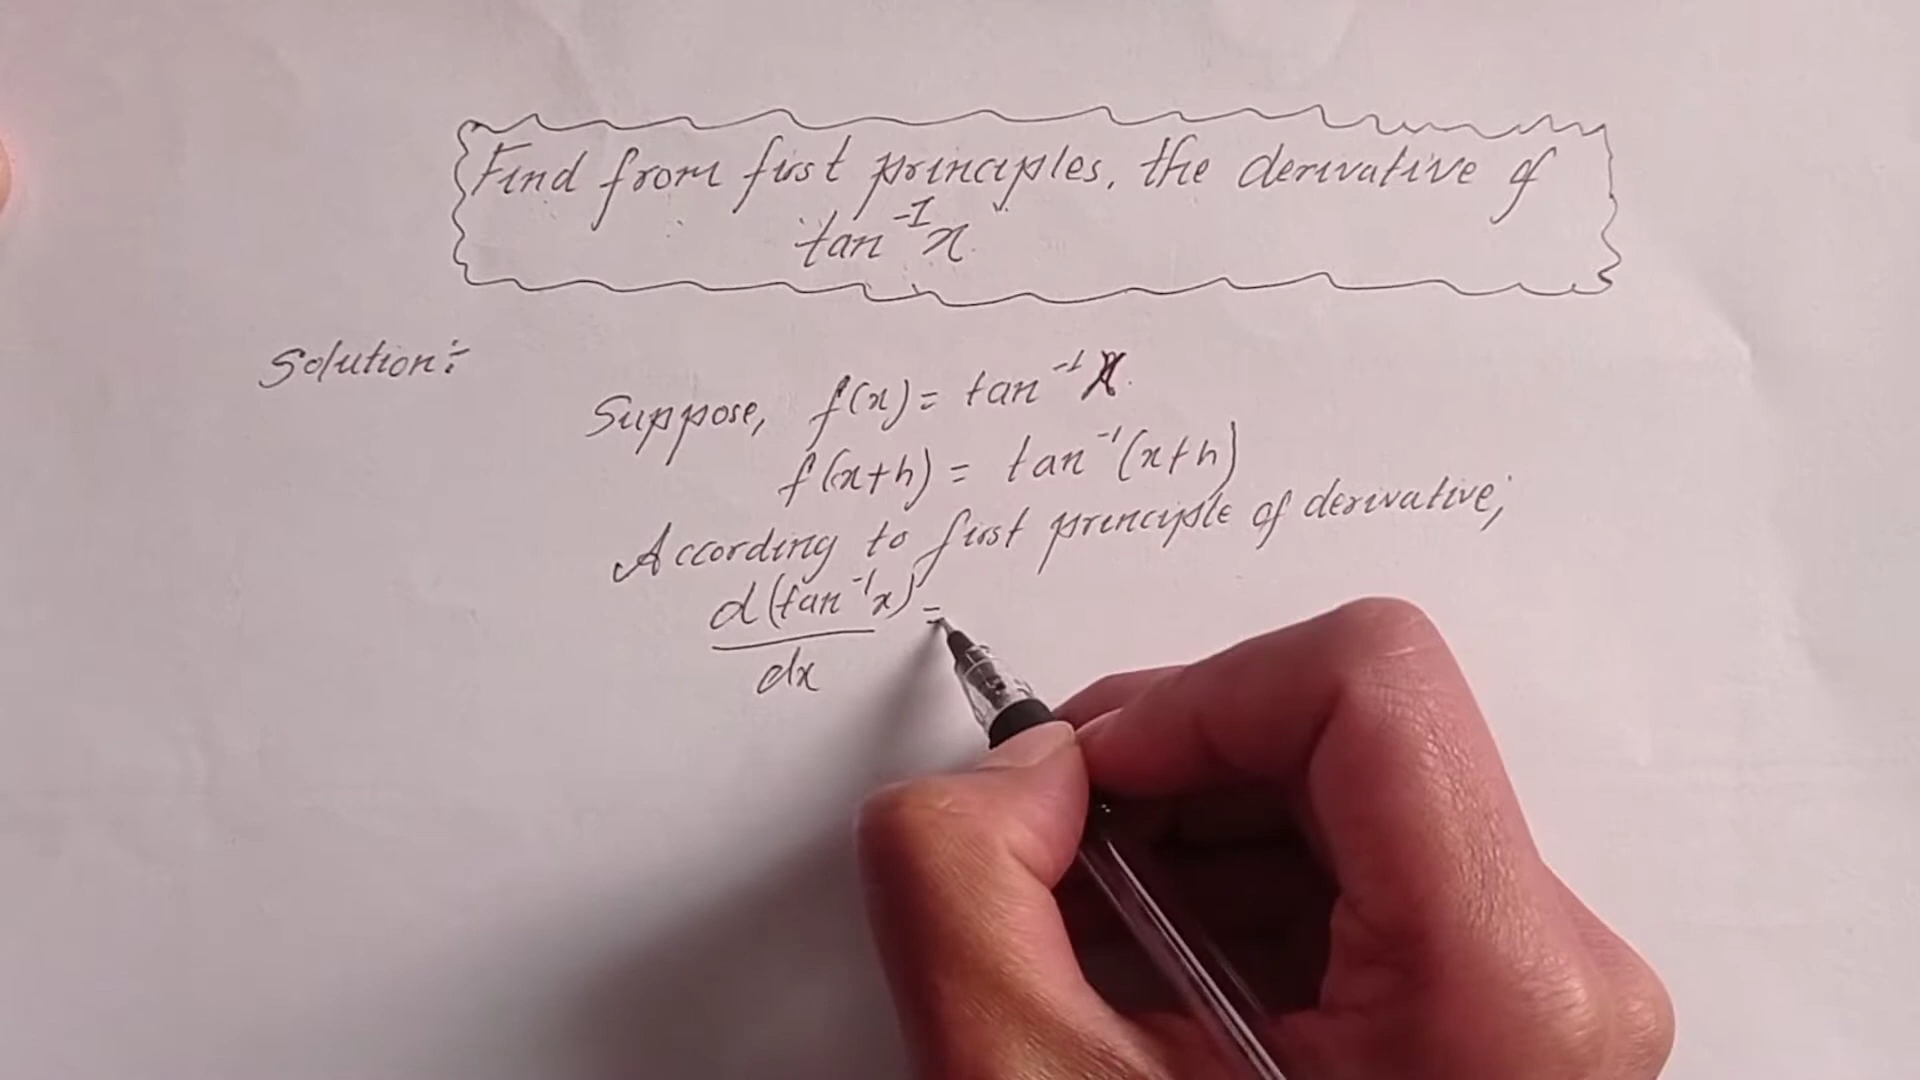 Find from first principles, the derivative of
tan⁻¹x.
Solution:-
Suppose, f(x) = tan⁻¹x.
f(x+h) = tan⁻¹(x+h)
According to first principle of derivative;
d(tan⁻¹x) =
dx